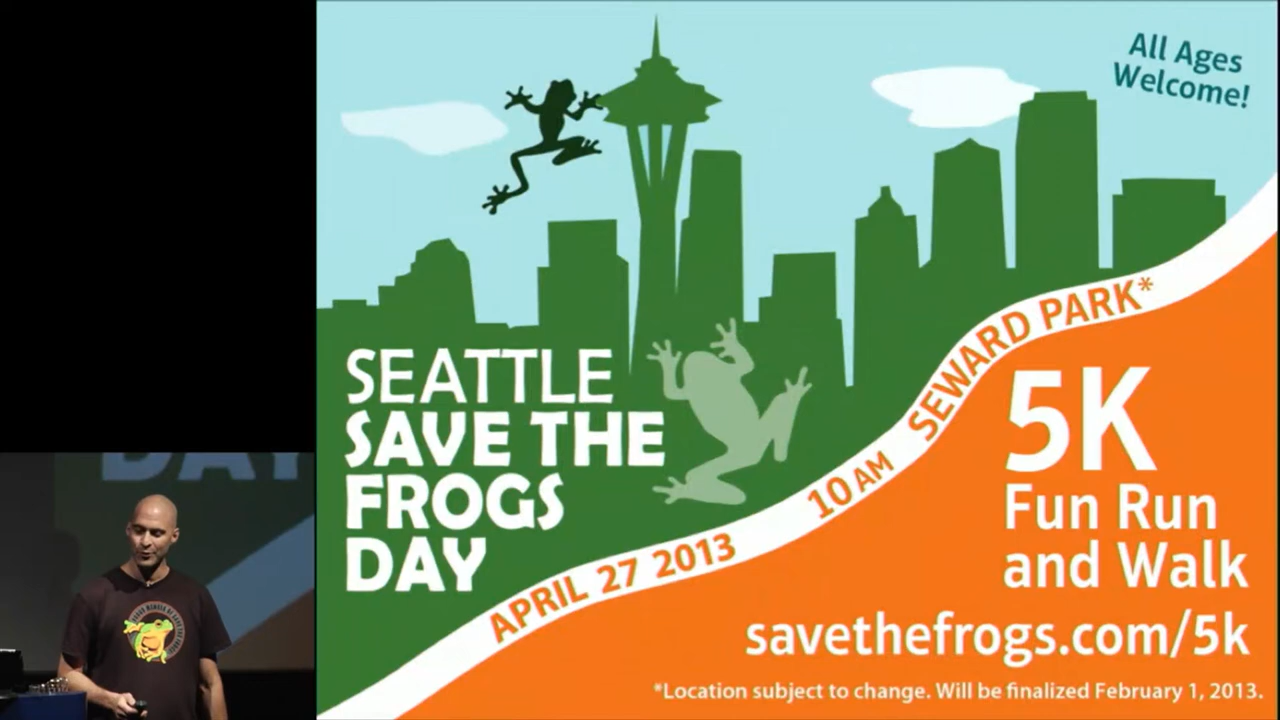 All Ages
Welcome!
SEATTLE
SAVE THE
FROGS
DAY
APRIL 27 2013 10 AM SEWARD PARK*
5K
Fun Run
and Walk
savethefrogs.com/5k
*Location subject to change. Will be finalized February 1, 2013.
DAY